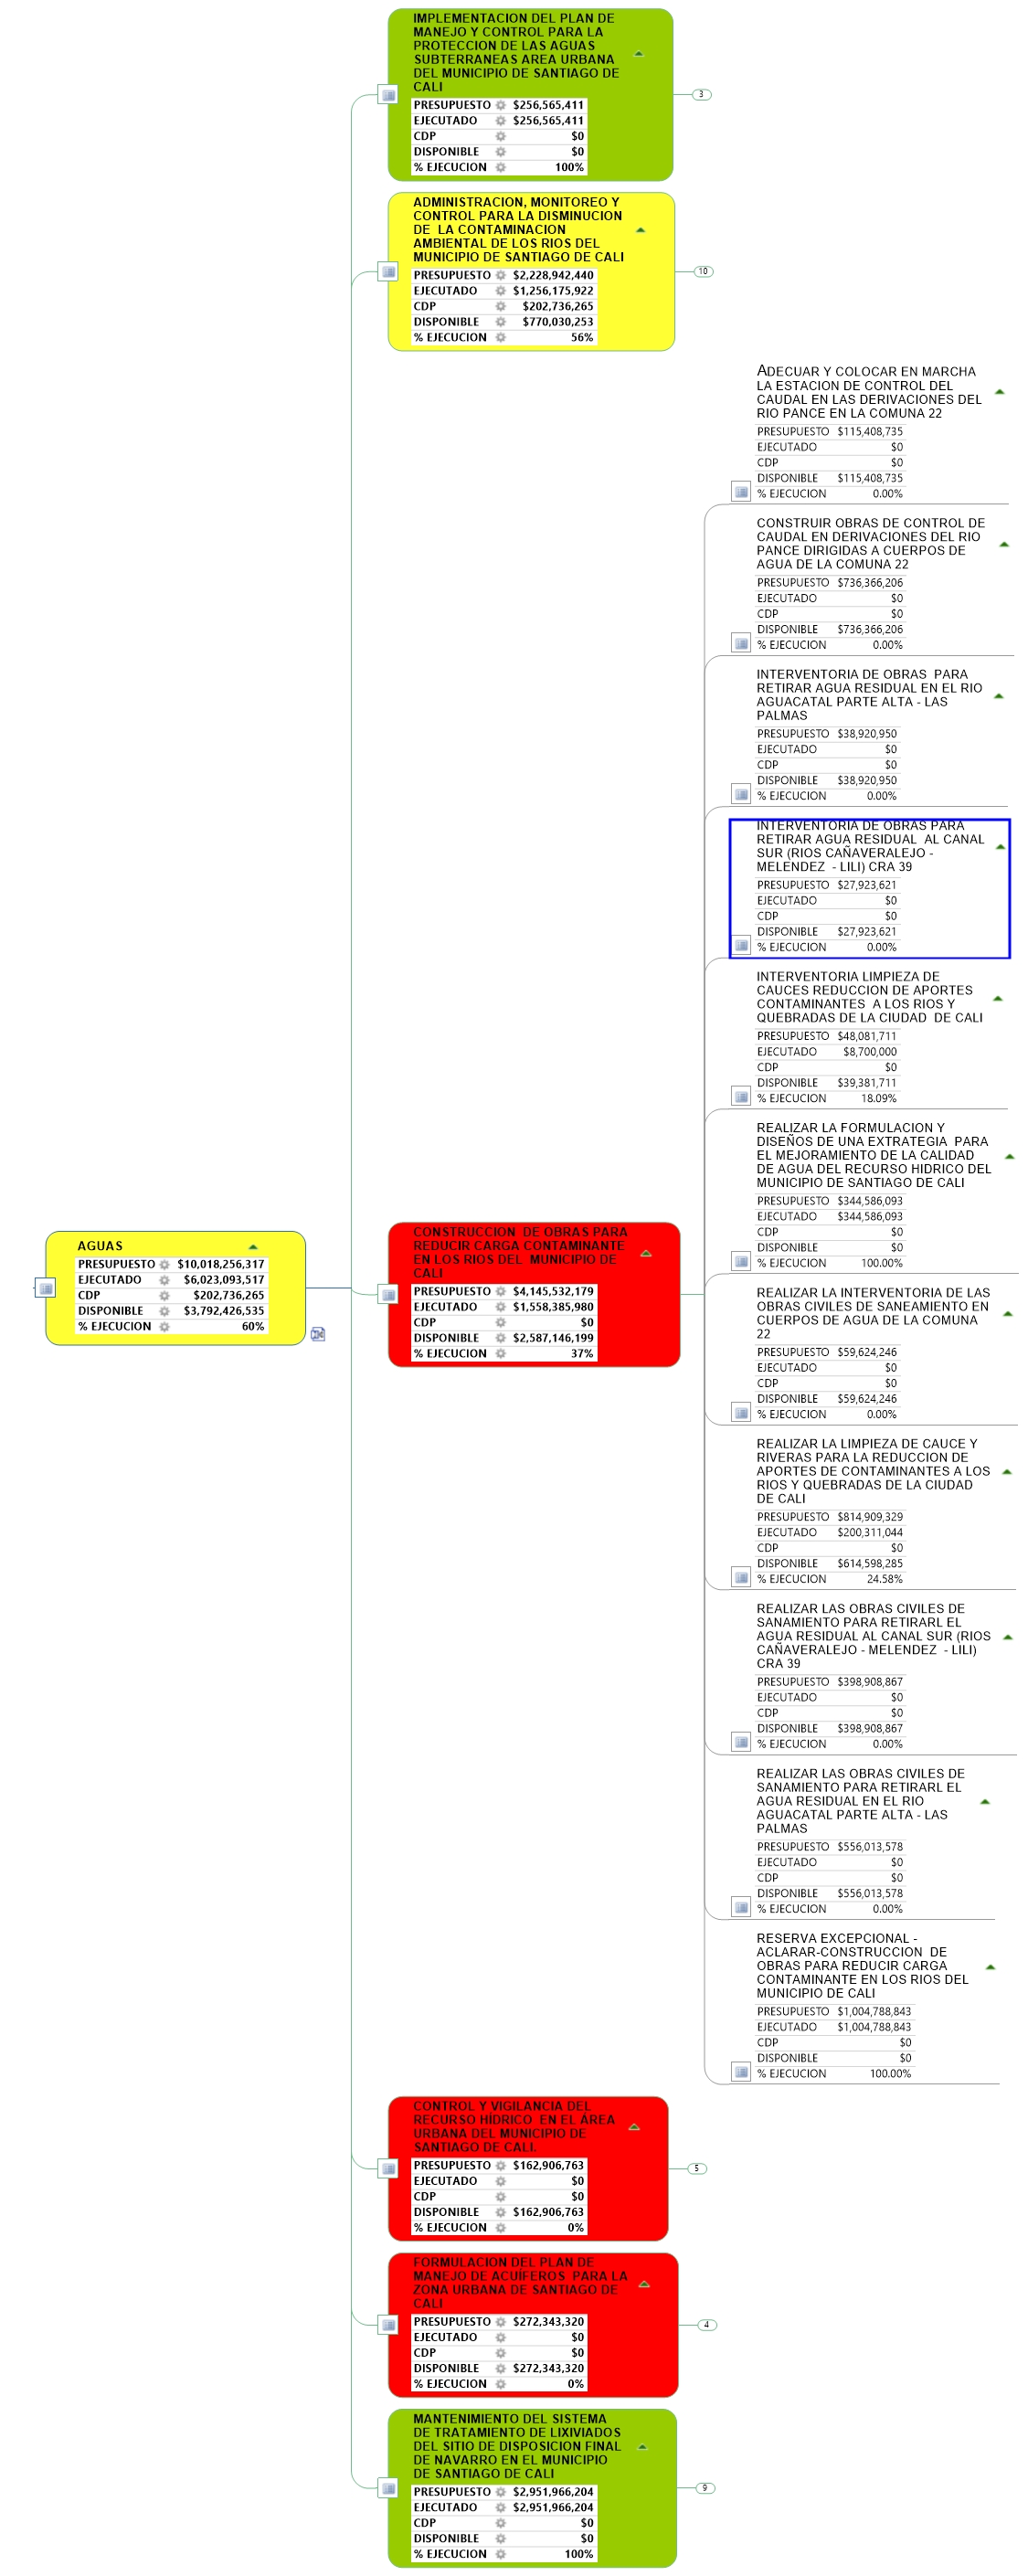 IMPLEMENTACION DEL PLAN DE
MANEJO Y CONTROL PARA LA
PROTECCION DE LAS AGUAS
SUBTERRANEAS AREA URBANA
DEL MUNICIPIO DE SANTIAGO DE
CALI
PRESUPUESTO $256,565,411
EJECUTADO $256,565,411
CDP $0
DISPONIBLE $0
% EJECUCION 100%
3
ADMINISTRACION, MONITOREO Y
CONTROL PARA LA DISMINUCION
DE LA CONTAMINACION
AMBIENTAL DE LOS RIOS DEL
MUNICIPIO DE SANTIAGO DE CALI
PRESUPUESTO $2,228,942,440
EJECUTADO $1,256,175,922
CDP $202,736,265
DISPONIBLE $770,030,253
% EJECUCION 56%
10
ADECUAR Y COLOCAR EN MARCHA
LA ESTACION DE CONTROL DEL
CAUDAL EN LAS DERIVACIONES DEL
RIO PANCE EN LA COMUNA 22
PRESUPUESTO $115,408,735
EJECUTADO $0
CDP $0
DISPONIBLE $115,408,735
% EJECUCION 0.00%
CONSTRUIR OBRAS DE CONTROL DE
CAUDAL EN DERIVACIONES DEL RIO
PANCE DIRIGIDAS A CUERPOS DE
AGUA DE LA COMUNA 22
PRESUPUESTO $736,366,206
EJECUTADO $0
CDP $0
DISPONIBLE $736,366,206
% EJECUCION 0.00%
INTERVENTORIA DE OBRAS PARA
RETIRAR AGUA RESIDUAL EN EL RIO
AGUACATAL PARTE ALTA - LAS
PALMAS
PRESUPUESTO $38,920,950
EJECUTADO $0
CDP $0
DISPONIBLE $38,920,950
% EJECUCION 0.00%
INTERVENTORIA DE OBRAS PARA
RETIRAR AGUA RESIDUAL AL CANAL
SUR (RIOS CAÑAVERALEJO -
MELENDEZ - LILI) CRA 39
PRESUPUESTO $27,923,621
EJECUTADO $0
CDP $0
DISPONIBLE $27,923,621
% EJECUCION 0.00%
INTERVENTORIA LIMPIEZA DE
CAUCES REDUCCION DE APORTES
CONTAMINANTES A LOS RIOS Y
QUEBRADAS DE LA CIUDAD DE CALI
PRESUPUESTO $48,081,711
EJECUTADO $8,700,000
CDP $0
DISPONIBLE $39,381,711
% EJECUCION 18.09%
REALIZAR LA FORMULACION Y
DISEÑOS DE UNA EXTRATEGIA PARA
EL MEJORAMIENTO DE LA CALIDAD
DE AGUA DEL RECURSO HIDRICO DEL
MUNICIPIO DE SANTIAGO DE CALI
PRESUPUESTO $344,586,093
EJECUTADO $344,586,093
CDP $0
DISPONIBLE $0
% EJECUCION 100.00%
AGUAS
PRESUPUESTO $10,018,256,317
EJECUTADO $6,023,093,517
CDP $202,736,265
DISPONIBLE $3,792,426,535
% EJECUCION 60%
CONSTRUCCION DE OBRAS PARA
REDUCIR CARGA CONTAMINANTE
EN LOS RIOS DEL MUNICIPIO DE
CALI
PRESUPUESTO $4,145,532,179
EJECUTADO $1,558,385,980
CDP $0
DISPONIBLE $2,587,146,199
% EJECUCION 37%
REALIZAR LA INTERVENTORIA DE LAS
OBRAS CIVILES DE SANEAMIENTO EN
CUERPOS DE AGUA DE LA COMUNA
22
PRESUPUESTO $59,624,246
EJECUTADO $0
CDP $0
DISPONIBLE $59,624,246
% EJECUCION 0.00%
REALIZAR LA LIMPIEZA DE CAUCE Y
RIVERAS PARA LA REDUCCION DE
APORTES DE CONTAMINANTES A LOS
RIOS Y QUEBRADAS DE LA CIUDAD
DE CALI
PRESUPUESTO $814,909,329
EJECUTADO $200,311,044
CDP $0
DISPONIBLE $614,598,285
% EJECUCION 24.58%
REALIZAR LAS OBRAS CIVILES DE
SANAMIENTO PARA RETIRARL EL
AGUA RESIDUAL AL CANAL SUR (RIOS
CAÑAVERALEJO - MELENDEZ - LILI)
CRA 39
PRESUPUESTO $398,908,867
EJECUTADO $0
CDP $0
DISPONIBLE $398,908,867
% EJECUCION 0.00%
REALIZAR LAS OBRAS CIVILES DE
SANAMIENTO PARA RETIRARL EL
AGUA RESIDUAL EN EL RIO
AGUACATAL PARTE ALTA - LAS
PALMAS
PRESUPUESTO $556,013,578
EJECUTADO $0
CDP $0
DISPONIBLE $556,013,578
% EJECUCION 0.00%
RESERVA EXCEPCIONAL -
ACLARAR-CONSTRUCCION DE
OBRAS PARA REDUCIR CARGA
CONTAMINANTE EN LOS RIOS DEL
MUNICIPIO DE CALI
PRESUPUESTO $1,004,788,843
EJECUTADO $1,004,788,843
CDP $0
DISPONIBLE $0
% EJECUCION 100.00%
CONTROL Y VIGILANCIA DEL
RECURSO HÍDRICO EN EL ÁREA
URBANA DEL MUNICIPIO DE
SANTIAGO DE CALI.
PRESUPUESTO $162,906,763
EJECUTADO $0
CDP $0
DISPONIBLE $162,906,763
% EJECUCION 0%
5
FORMULACION DEL PLAN DE
MANEJO DE ACUÍFEROS PARA LA
ZONA URBANA DE SANTIAGO DE
CALI
PRESUPUESTO $272,343,320
EJECUTADO $0
CDP $0
DISPONIBLE $272,343,320
% EJECUCION 0%
4
MANTENIMIENTO DEL SISTEMA
DE TRATAMIENTO DE LIXIVIADOS
DEL SITIO DE DISPOSICION FINAL
DE NAVARRO EN EL MUNICIPIO
DE SANTIAGO DE CALI
PRESUPUESTO $2,951,966,204
EJECUTADO $2,951,966,204
CDP $0
DISPONIBLE $0
% EJECUCION 100%
9